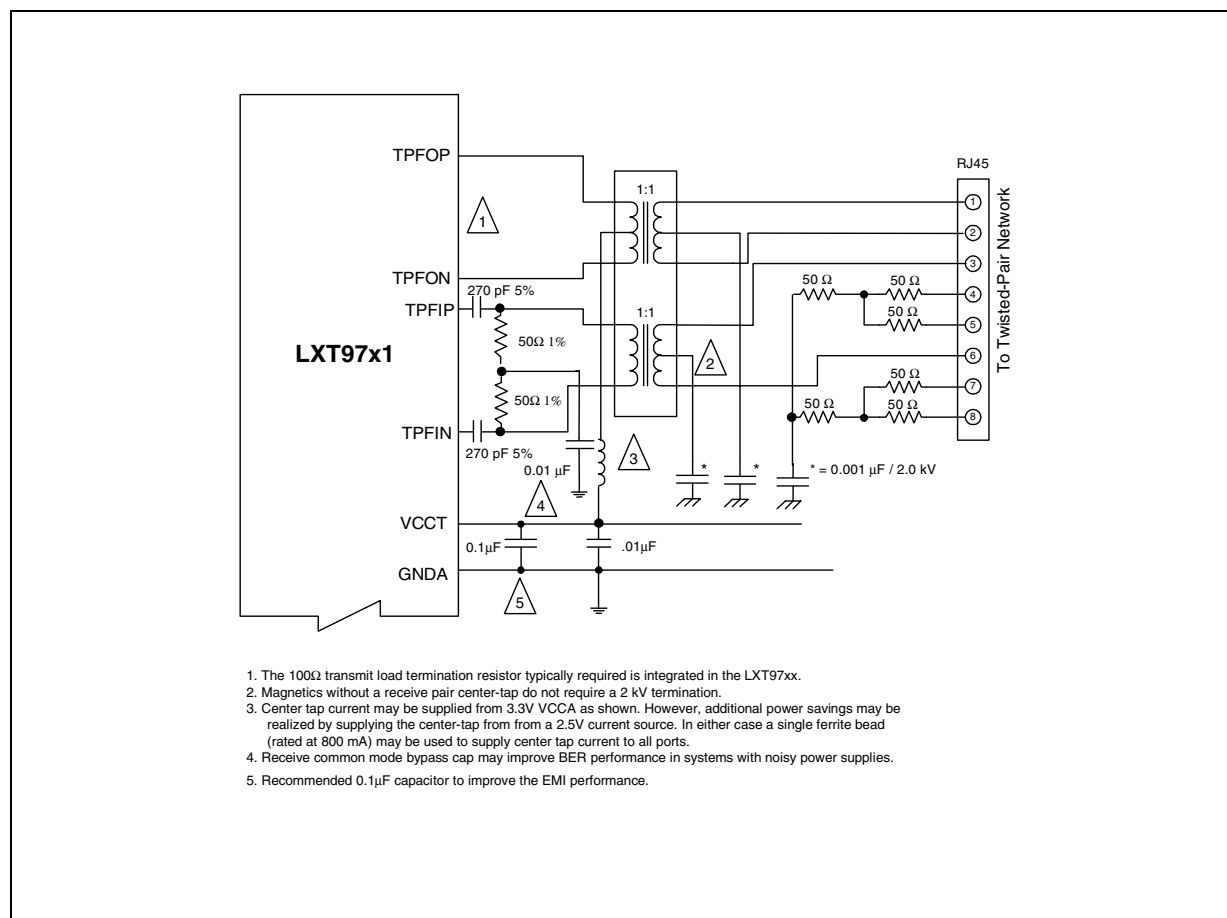 RJ45
TPFOP
1:1
1
1
2
To Twisted-Pair Network
3
TPFON
50 Ω
50 Ω
4
270 pF 5%
TPFIP
1:1
50 Ω
5
LXT97x1
50Ω 1%
2
6
50 Ω
7
50Ω 1%
50 Ω
50 Ω
8
TPFIN
270 pF 5%
0.01 µF
3
*
*
* = 0.001 µF / 2.0 kV
4
VCCT
0.1µF
.01µF
GNDA
5
1. The 100Ω transmit load termination resistor typically required is integrated in the LXT97xx.
2. Magnetics without a receive pair center-tap do not require a 2 kV termination.
3. Center tap current may be supplied from 3.3V VCCA as shown. However, additional power savings may be
realized by supplying the center-tap from from a 2.5V current source. In either case a single ferrite bead
(rated at 800 mA) may be used to supply center tap current to all ports.
4. Receive common mode bypass cap may improve BER performance in systems with noisy power supplies.
5. Recommended 0.1µF capacitor to improve the EMI performance.